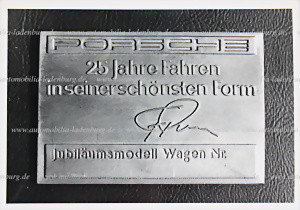 PORSCHE
25 Jahre Fahren
in seiner schönsten Form
Jubiläumsmodell Wagen Nr.
www.automobilia-ladenburg.de